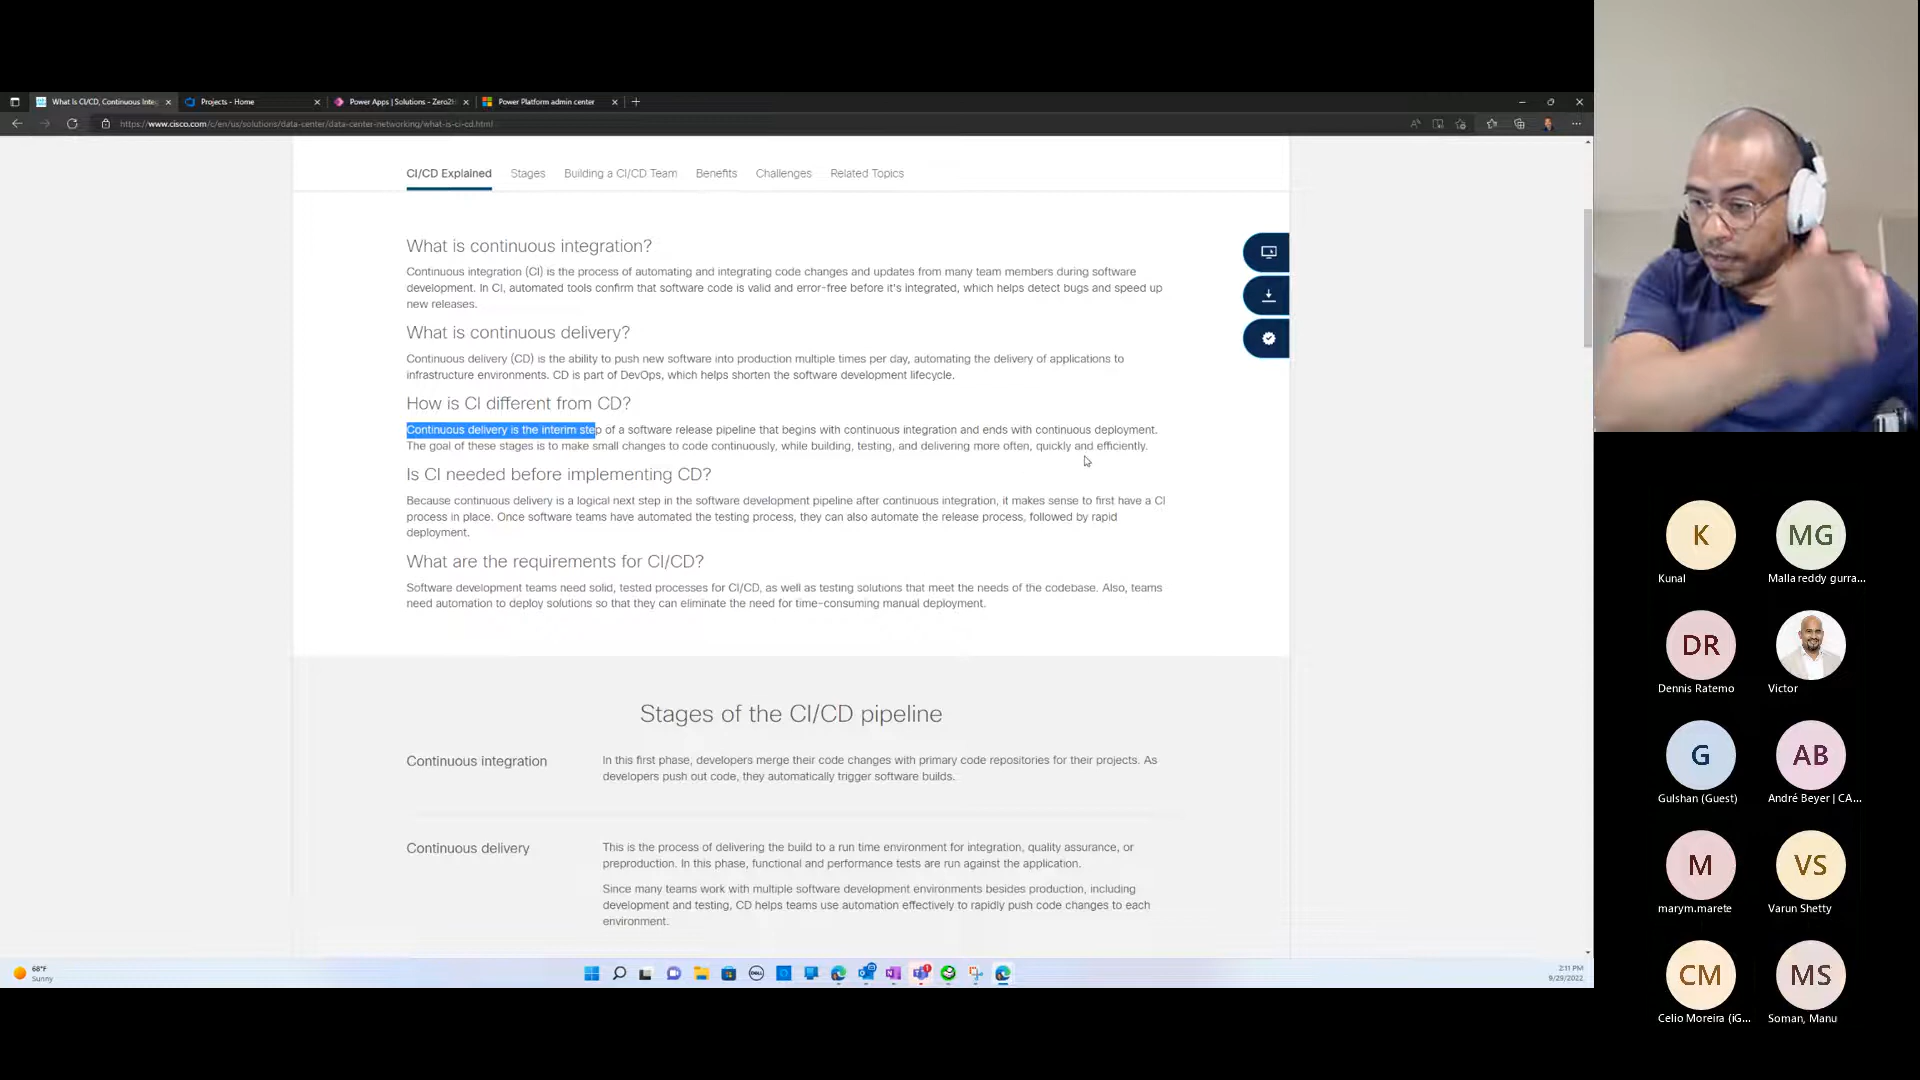 What Is CI/CD, Continuous Integ
Projects - Home
Power Apps | Solutions - Zero2H
Power Platform admin center
https://www.cisco.com/c/en/us/solutions/data-center/data-center-networking/what-is-ci-cd.html
CI/CD Explained
Stages
Building a CI/CD Team
Benefits
Challenges
Related Topics
What is continuous integration?
Continuous integration (CI) is the process of automating and integrating code changes and updates from many team members during software
development. In CI, automated tools confirm that software code is valid and error-free before it's integrated, which helps detect bugs and speed up
new releases.
What is continuous delivery?
Continuous delivery (CD) is the ability to push new software into production multiple times per day, automating the delivery of applications to
infrastructure environments. CD is part of DevOps, which helps shorten the software development lifecycle.
How is CI different from CD?
Continuous delivery is the interim step of a software release pipeline that begins with continuous integration and ends with continuous deployment.
The goal of these stages is to make small changes to code continuously, while building, testing, and delivering more often, quickly and efficiently.
Is CI needed before implementing CD?
Because continuous delivery is a logical next step in the software development pipeline after continuous integration, it makes sense to first have a CI
process in place. Once software teams have automated the testing process, they can also automate the release process, followed by rapid
deployment.
What are the requirements for CI/CD?
Software development teams need solid, tested processes for CI/CD, as well as testing solutions that meet the needs of the codebase. Also, teams
need automation to deploy solutions so that they can eliminate the need for time-consuming manual deployment.
Stages of the CI/CD pipeline
Continuous integration
In this first phase, developers merge their code changes with primary code repositories for their projects. As
developers push out code, they automatically trigger software builds.
Continuous delivery
This is the process of delivering the build to a run time environment for integration, quality assurance, or
preproduction. In this phase, functional and performance tests are run against the application.
Since many teams work with multiple software development environments besides production, including
development and testing, CD helps teams use automation effectively to rapidly push code changes to each
environment.
68°F
Sunny
DELL
2:11 PM
9/29/2022
K
MG
Kunal
Malla reddy gurra...
DR
Dennis Ratemo
Victor
G
AB
Gulshan (Guest)
André Beyer | CA...
M
VS
marym.marete
Varun Shetty
CM
MS
Celio Moreira (iG...
Soman, Manu